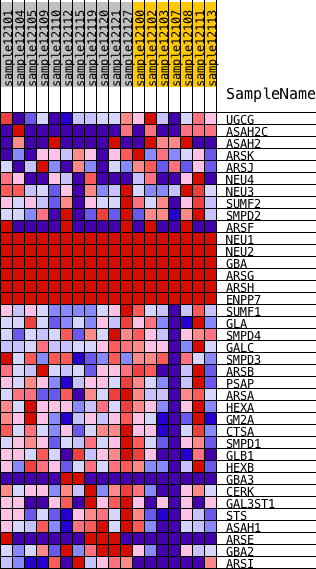 sample12101
sample12104
sample12105
sample12109
sample12110
sample12112
sample12115
sample12119
sample12120
sample12121
sample12122
sample12100
sample12102
sample12103
sample12107
sample12108
sample12111
sample12113
SampleName
UGCG
ASAH2C
ASAH2
ARSK
ARSJ
NEU4
NEU3
SUMF2
SMPD2
ARSF
NEU1
NEU2
GBA
ARSG
ARSH
ENPP7
SUMF1
GLA
SMPD4
GALC
SMPD3
ARSB
PSAP
ARSA
HEXA
GM2A
CTSA
SMPD1
GLB1
HEXB
GBA3
CERK
GAL3ST1
STS
ASAH1
ARSE
GBA2
ARSI